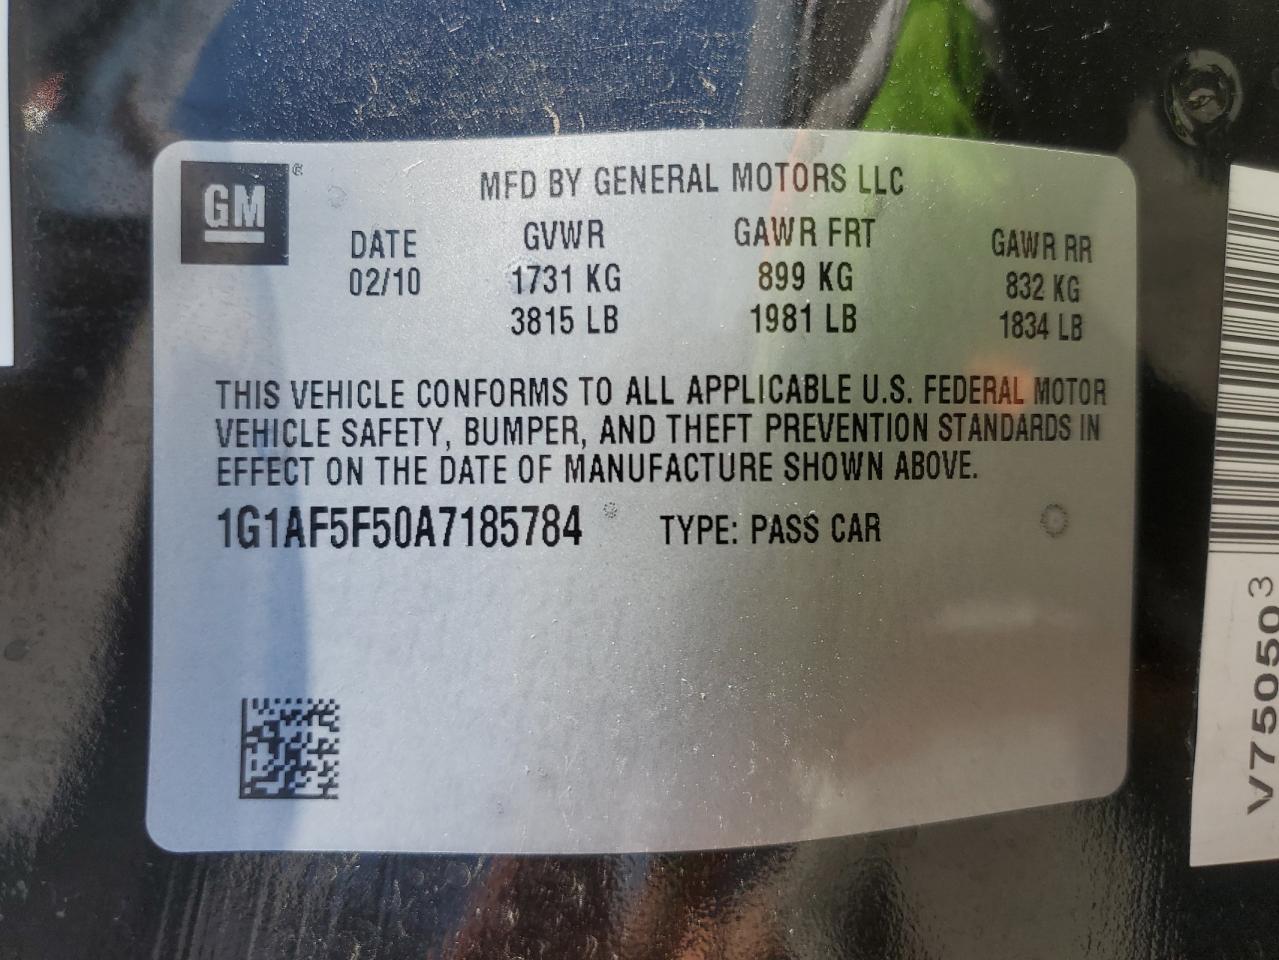 GM
MFD BY GENERAL MOTORS LLC
DATE GVWR GAWR FRT GAWR RR
02/10 1731 KG 899 KG 832 KG
3815 LB 1981 LB 1834 LB
THIS VEHICLE CONFORMS TO ALL APPLICABLE U.S. FEDERAL MOTOR
VEHICLE SAFETY, BUMPER, AND THEFT PREVENTION STANDARDS IN
EFFECT ON THE DATE OF MANUFACTURE SHOWN ABOVE.
1G1AF5F50A7185784 TYPE: PASS CAR
V750503